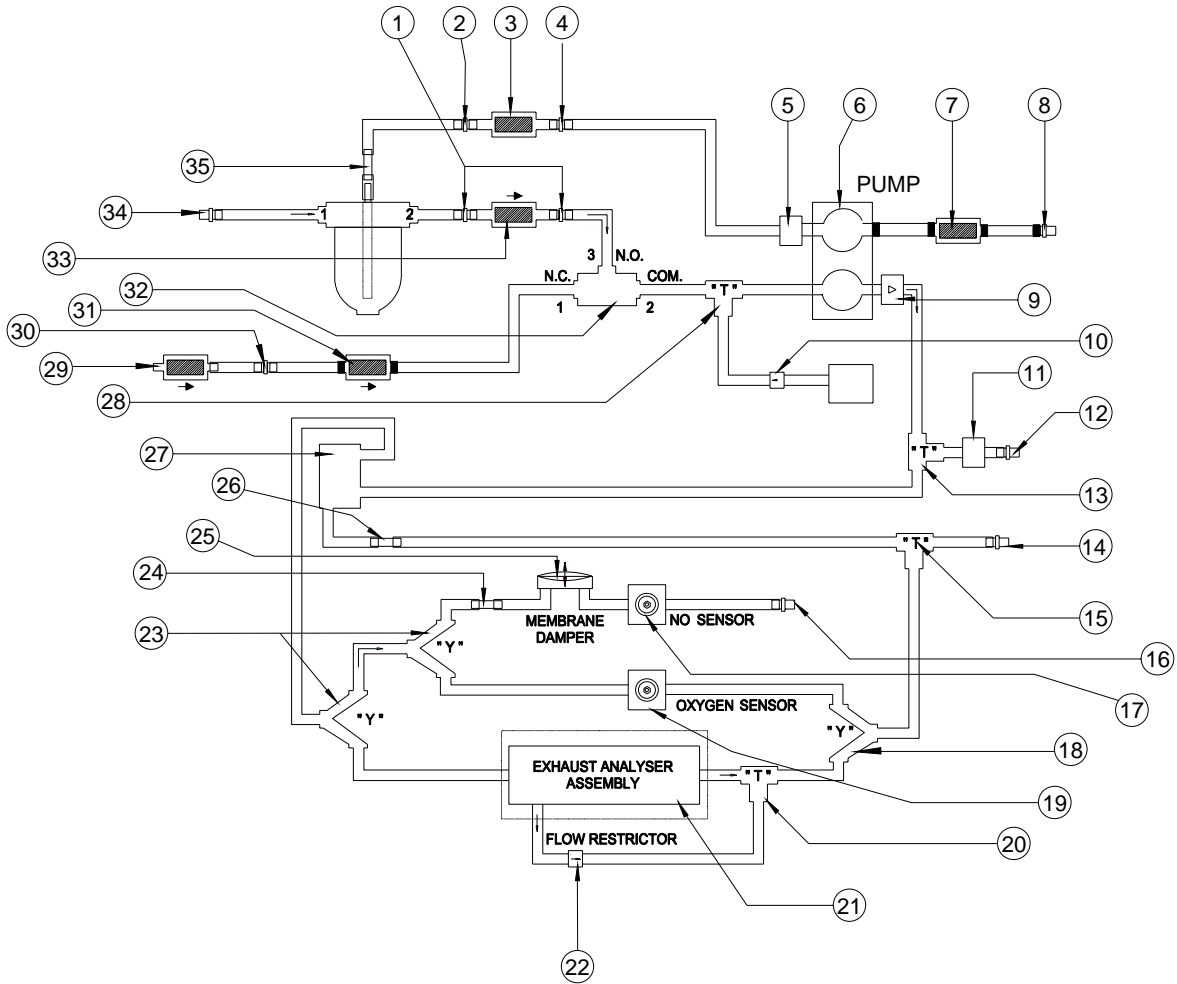 1 2 3 4 5 6 7 8
PUMP
35
34
1 2
33
3 N.O.
N.C. COM.
1 2
"T"
32
31
30
29
28
9
10
11
12
"T"
13
27
26
25
24
23
"T"
14
15
MEMBRANE
DAMPER
NO SENSOR
16
17
"Y"
"Y"
OXYGEN SENSOR
"Y"
18
EXHAUST ANALYSER
ASSEMBLY
"T"
19
20
FLOW RESTRICTOR
21
22